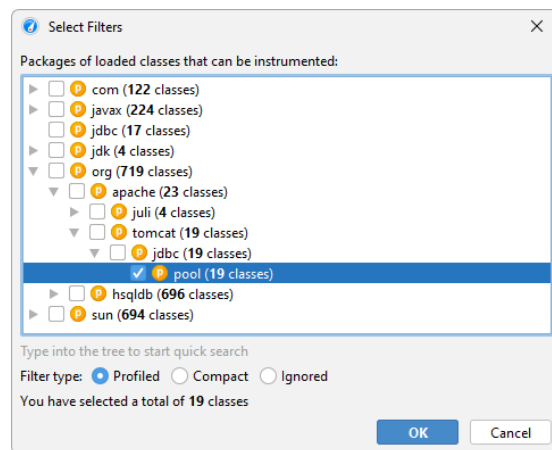 Select Filters
Packages of loaded classes that can be instrumented:
com (122 classes)
javax (224 classes)
jdbc (17 classes)
jdk (4 classes)
org (719 classes)
apache (23 classes)
juli (4 classes)
tomcat (19 classes)
jdbc (19 classes)
pool (19 classes)
hsqldb (696 classes)
sun (694 classes)
Type into the tree to start quick search
Filter type: Profiled Compact Ignored
You have selected a total of 19 classes
OK Cancel